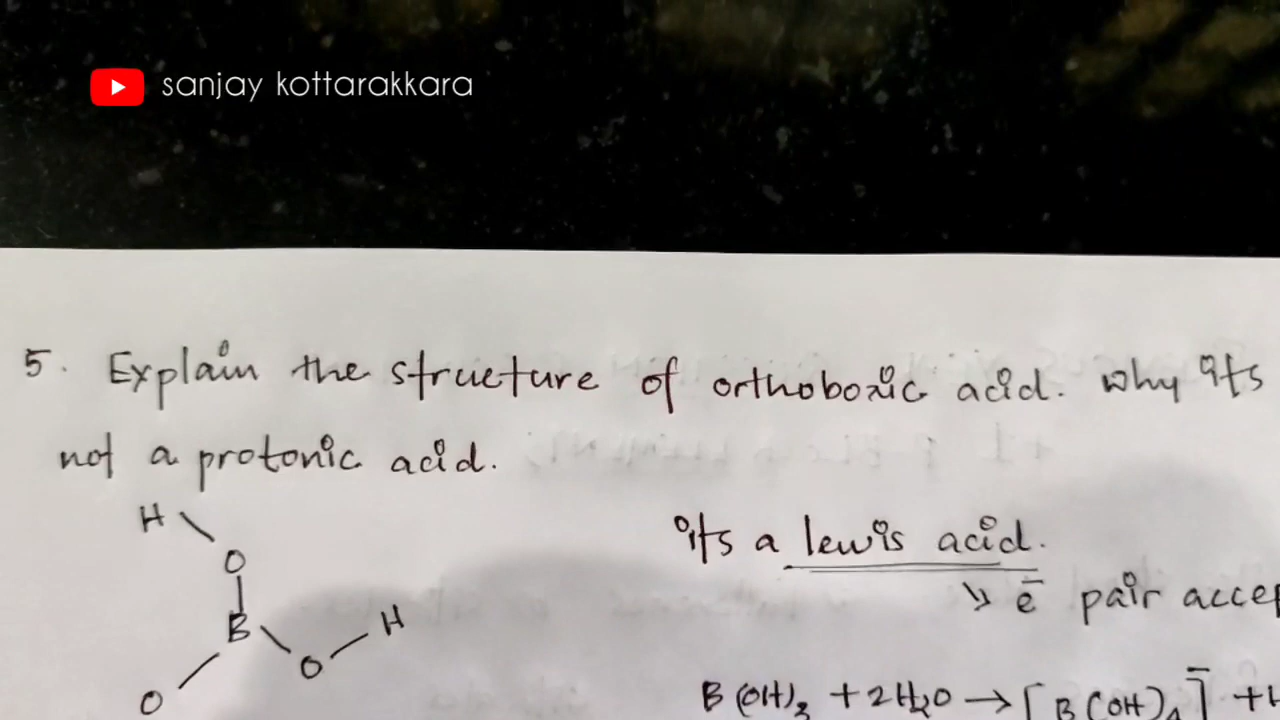 sanjay kottarakkara
5. Explain the structure of orthoboric acid. why its
not a protonic acid.
H
O
B
H
O
O
its a lewis acid.
↳ e⁻ pair accep
B(OH)₃ + 2H₂O → [B(OH)₄]⁻ + H